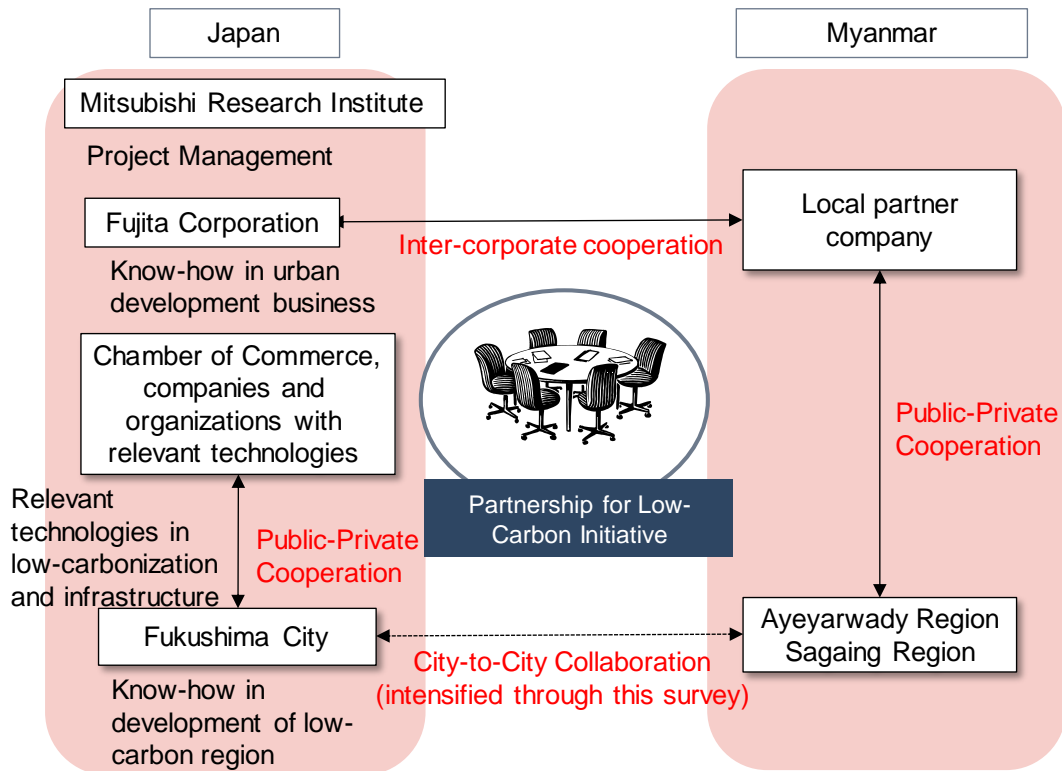 Japan
Myanmar
Mitsubishi Research Institute
Project Management
Fujita Corporation
Know-how in urban
development business
Inter-corporate cooperation
Local partner
company
Chamber of Commerce,
companies and
organizations with
relevant technologies
Partnership for Low-
Carbon Initiative
Public-Private
Cooperation
Relevant
technologies in
low-carbonization
and infrastructure
Public-Private
Cooperation
Fukushima City
Know-how in
development of low-
carbon region
City-to-City Collaboration
(intensified through this survey)
Ayeyarwady Region
Sagaing Region